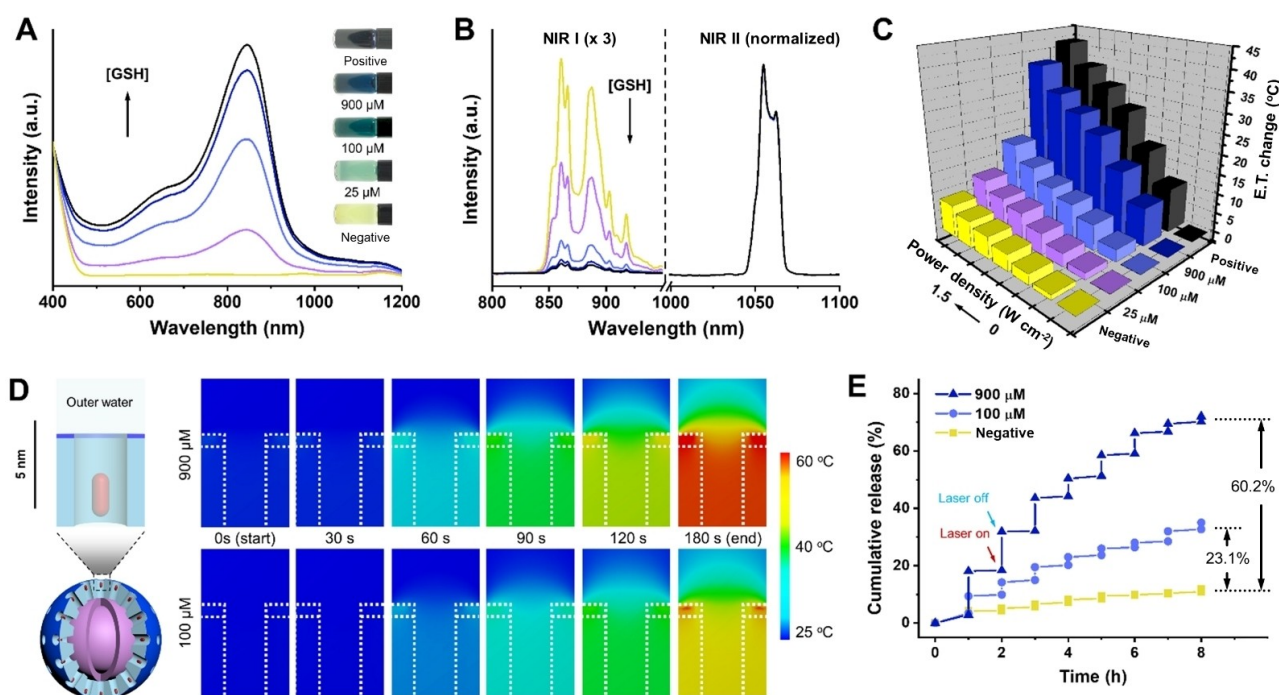 A
[GSH]
Positive
900 μM
100 μM
25 μM
Negative
Intensity (a.u.)
400 600 800 1000 1200
Wavelength (nm)
B
NIR I (x 3)
NIR II (normalized)
[GSH]
Intensity (a.u.)
800 850 900 1000 1050 1100
Wavelength (nm)
C
45
40
35
30
25
20
15
10
5
0
E.T. change (°C)
Positive
900 μM
100 μM
25 μM
Negative
Power density (W cm-2)
1.5 0
D
Outer water
5 nm
900 μM
0s (start) 30 s 60 s 90 s 120 s 180 s (end)
100 μM
60 °C
40 °C
25 °C
E
900 μM
100 μM
Negative
Laser off
Laser on
60.2%
23.1%
80
60
40
20
0
Cumulative release (%)
0 2 4 6 8
Time (h)